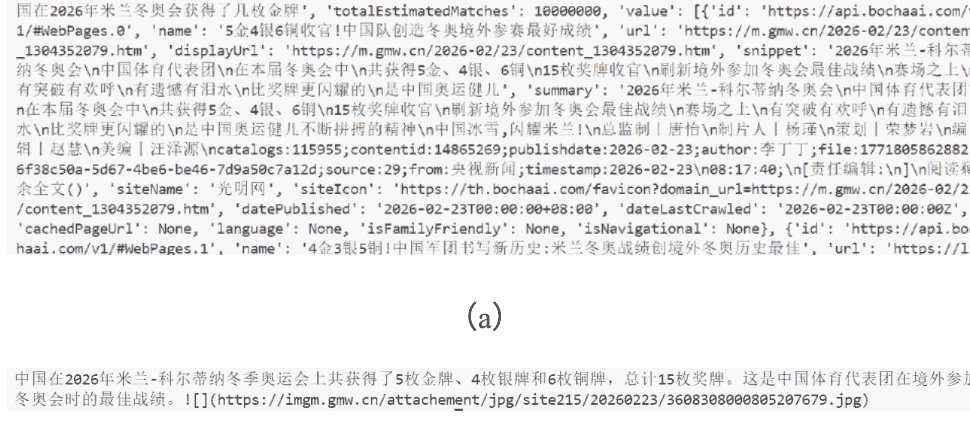 国在2026年米兰冬奥会获得了几枚金牌', 'totalEstimatedMatches': 10000000, 'value': [{'id': 'https://api.bochaai.com/
1/#WebPages.0', 'name': '5金4银6铜收官!中国队创造冬奥境外参赛最好成绩', 'url': 'https://m.gmw.cn/2026-02/23/content
_1304352079.htm', 'displayUrl': 'https://m.gmw.cn/2026-02/23/content_1304352079.htm', 'snippet': '2026年米兰-科尔蒂
纳冬奥会\n中国体育代表团\n在本届冬奥会中\n共获得5金、4银、6铜\n15枚奖牌收官\n刷新境外参加冬奥会最佳战绩\n赛场之上\n
有突破有欢呼\n有遗憾有泪水\n比奖牌更闪耀的\n是中国奥运健儿', 'summary': '2026年米兰-科尔蒂纳冬奥会\n中国体育代表团
\n在本届冬奥会中\n共获得5金、4银、6铜\n15枚奖牌收官\n刷新境外参加冬奥会最佳战绩\n赛场之上\n有突破有欢呼\n有遗憾有泪
水\n比奖牌更闪耀的\n是中国奥运健儿不断拼搏的精神\n中国冰雪,闪耀米兰!\n总监制丨唐怡\n制片人丨杨瑾\n策划丨荣梦岩\n编
辑丨赵慧\n美编丨汪泽源\ncatalogs:115955;contentid:14865269;publishdate:2026-02-23;author:李丁丁;file:1771805862882
6f38c50a-5d67-4be6-be46-7d9a50c7a12d;source:29;from:央视新闻;timestamp:2026-02-23\n08:17:40;\n[责任编辑:\n]\n阅读剩
余全文()', 'siteName': '光明网', 'siteIcon': 'https://th.bochaai.com/favicon?domain_url=https://m.gmw.cn/2026-02/2
/content_1304352079.htm', 'datePublished': '2026-02-23T00:00:00+08:00', 'dateLastCrawled': '2026-02-23T00:00:00Z',
'cachedPageUrl': None, 'language': None, 'isFamilyFriendly': None, 'isNavigational': None}, {'id': 'https://api.bo
haai.com/v1/#WebPages.1', 'name': '4金3银5铜!中国军团书写新历史:米兰冬奥战绩创境外冬奥历史最佳', 'url': 'https://l
(a)
中国在2026年米兰-科尔蒂纳冬季奥运会上共获得了5枚金牌、4枚银牌和6枚铜牌，总计15枚奖牌。这是中国体育代表团在境外参加
冬奥会时的最佳战绩。![](https://imgm.gmw.cn/attachement/jpg/site215/20260223/3608308000805207679.jpg)